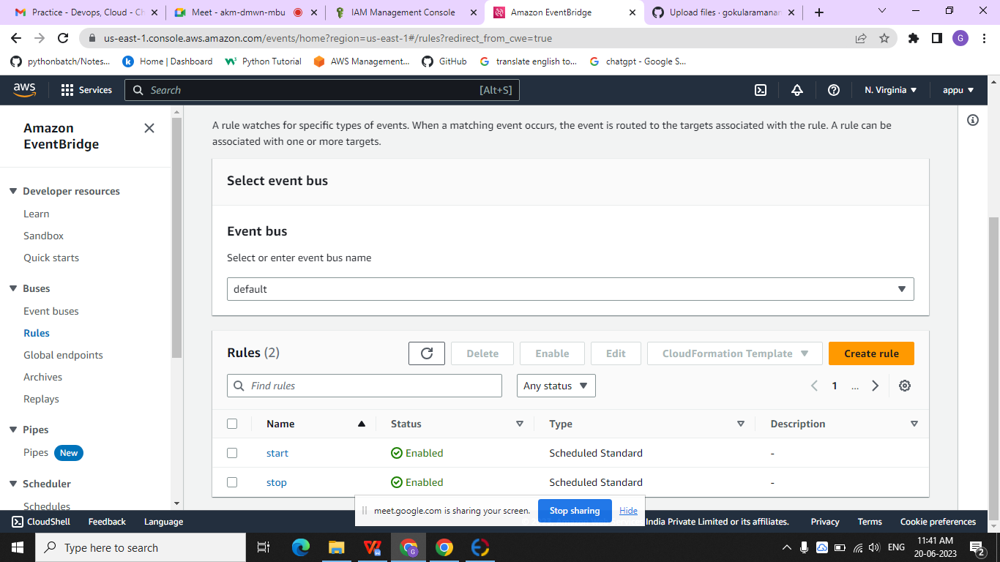 Practice - Devops, Cloud - Ch
Meet - akm-dmwn-mbu
IAM Management Console
Amazon EventBridge
Upload files · gokularamanan
us-east-1.console.aws.amazon.com/events/home?region=us-east-1#/rules?redirect_from_cwe=true
G
pythonbatch/Notes...
Home | Dashboard
Python Tutorial
AWS Management...
GitHub
translate english to...
chatgpt - Google S...
aws
Services
Search
[Alt+S]
N. Virginia
appu
Amazon
EventBridge
Developer resources
Learn
Sandbox
Quick starts
Buses
Event buses
Rules
Global endpoints
Archives
Replays
Pipes
Pipes New
Scheduler
Schedules
A rule watches for specific types of events. When a matching event occurs, the event is routed to the targets associated with the rule. A rule can be
associated with one or more targets.
Select event bus
Event bus
Select or enter event bus name
default
Rules (2)
Delete
Enable
Edit
CloudFormation Template
Create rule
Find rules
Any status
1
...
Name
Status
Type
Description
start
Enabled
Scheduled Standard
-
stop
Enabled
Scheduled Standard
-
meet.google.com is sharing your screen.
Stop sharing
Hide
CloudShell
Feedback
Language
India Private Limited or its affiliates.
Privacy
Terms
Cookie preferences
Type here to search
ENG
11:41 AM
20-06-2023
2